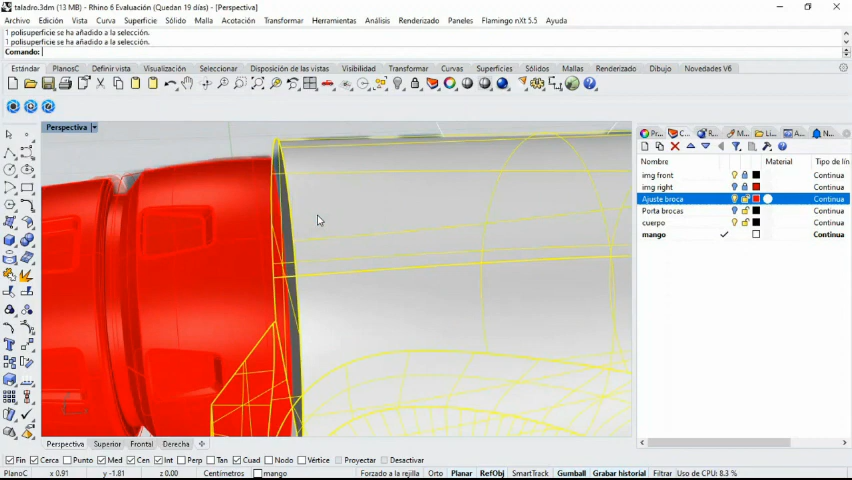 taladro.3dm (13 MB) - Rhino 6 Evaluación (Quedan 19 días) - [Perspectiva]
Archivo Edición Vista Curva Superficie Sólido Malla Acotación Transformar Herramientas Análisis Renderizado Paneles Flamingo nXt 5.5 Ayuda
1 polisuperficie se ha añadido a la selección.
1 polisuperficie se ha añadido a la selección.
Comando:
Estándar PlanosC Definir vista Visualización Seleccionar Disposición de las vistas Visibilidad Transformar Curvas Superficies Sólidos Mallas Renderizado Dibujo Novedades V6
Perspectiva
Pr... C... R... M... Li... A... N...
Nombre Material Tipo de lín
img front Continua
img right Continua
Ajuste broca Continua
Porta brocas Continua
cuerpo Continua
mango Continua
Perspectiva Superior Frontal Derecha
Fin Cerca Punto Med Cen Int Perp Tan Cuad Nodo Vértice Proyectar Desactivar
PlanoC x 0.91 y -1.81 z 0.00 Centímetros mango Forzado a la rejilla Orto Planar RefObj SmartTrack Gumball Grabar historial Filtrar Uso de CPU: 8.3 %